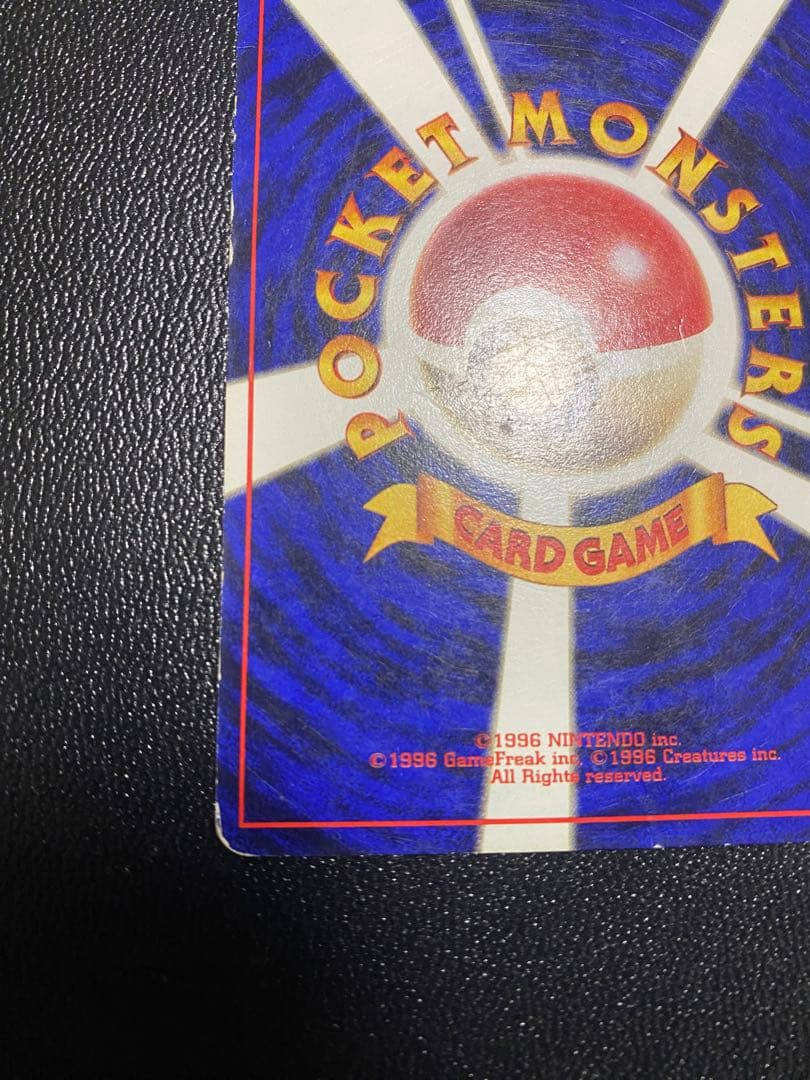 POCKET MONSTERS
CARD GAME
©1996 NINTENDO inc.
©1996 GameFreak inc. ©1996 Creatures inc.
All Rights reserved.